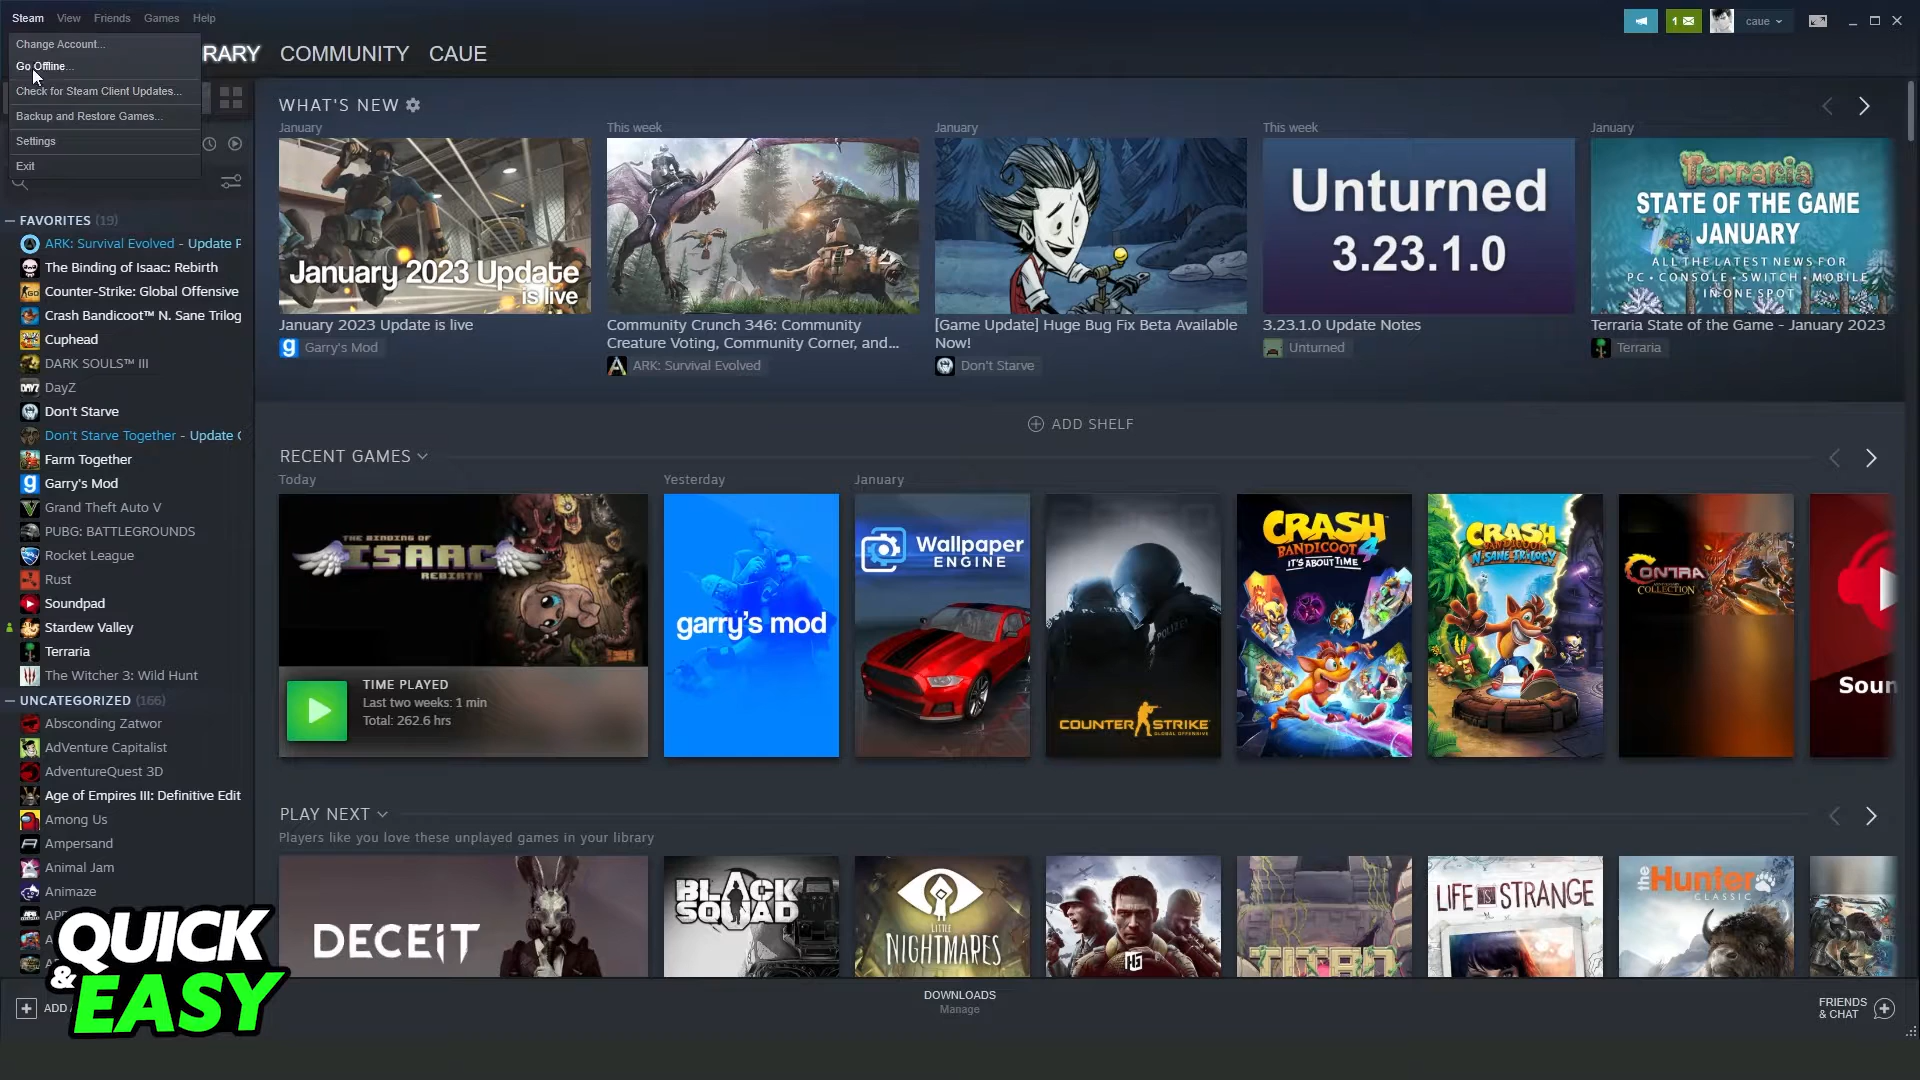 Steam View Friends Games Help
1
caue
Change Account...
Go Offline...
Check for Steam Client Updates...
Backup and Restore Games...
Settings
Exit
RARY COMMUNITY CAUE
FAVORITES (19)
ARK: Survival Evolved - Update
The Binding of Isaac: Rebirth
Counter-Strike: Global Offensive
Crash Bandicoot™ N. Sane Trilog
Cuphead
DARK SOULS™ III
DayZ
Don't Starve
Don't Starve Together - Update
Farm Together
Garry's Mod
Grand Theft Auto V
PUBG: BATTLEGROUNDS
Rocket League
Rust
Soundpad
Stardew Valley
Terraria
The Witcher 3: Wild Hunt
UNCATEGORIZED (166)
Absconding Zatwor
AdVenture Capitalist
AdventureQuest 3D
Age of Empires III: Definitive Edit
Among Us
Ampersand
Animal Jam
Animaze
QUICK
& EASY
ADD
WHAT'S NEW
January
January 2023 Update
is live
January 2023 Update is live
Garry's Mod
This week
Community Crunch 346: Community
Creature Voting, Community Corner, and...
ARK: Survival Evolved
January
[Game Update] Huge Bug Fix Beta Available
Now!
Don't Starve
This week
Unturned
3.23.1.0
3.23.1.0 Update Notes
Unturned
January
Terraria
STATE OF THE GAME
JANUARY
ALL THE LATEST NEWS FOR
PC • CONSOLE • SWITCH • MOBILE
IN ONE SPOT
Terraria State of the Game - January 2023
Terraria
ADD SHELF
RECENT GAMES
Today
THE BINDING OF
ISAAC
REBIRTH
TIME PLAYED
Last two weeks: 1 min
Total: 262.6 hrs
Yesterday
garry's mod
January
Wallpaper
ENGINE
POLIZEI
COUNTER STRIKE
GLOBAL OFFENSIVE
CRASH
BANDICOOT 4
IT'S ABOUT TIME
CRASH
BANDICOOT
N. SANE TRILOGY
CONTRA
COLLECTION
Soun
PLAY NEXT
Players like you love these unplayed games in your library
DECEIT
BLACK
SQUAD
LITTLE
NIGHTMARES
LIFE IS STRANGE
theHunter
CLASSIC
DOWNLOADS
Manage
FRIENDS
& CHAT